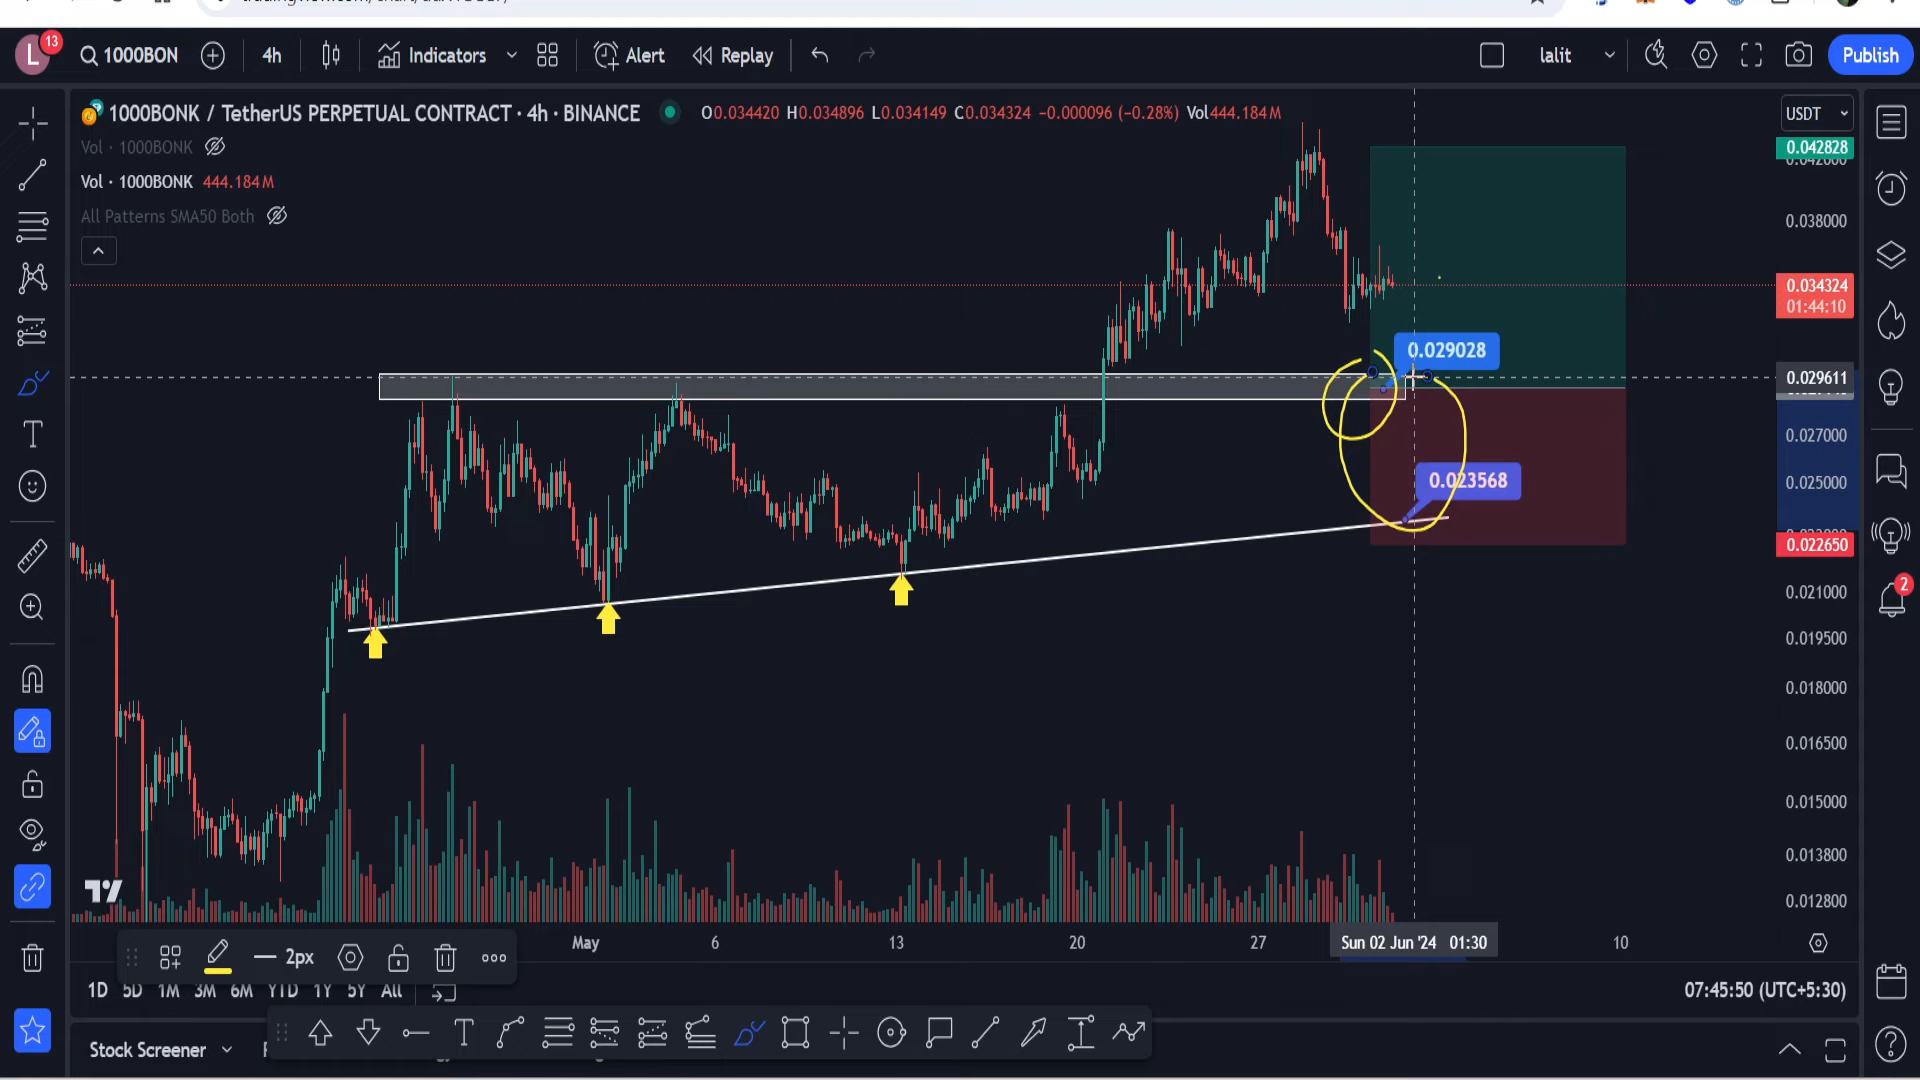 L 13 1000BON 4h Indicators Alert Replay lalit Publish
1000BONK / TetherUS PERPETUAL CONTRACT · 4h · BINANCE O0.034420 H0.034896 L0.034149 C0.034324 −0.000096 (−0.28%) Vol444.184M
USDT
Vol · 1000BONK
0.042828
Vol · 1000BONK 444.184M
All Patterns SMA50 Both
0.038000
0.034324
01:44:10
0.029028
0.029611
0.027000
0.023568
0.025000
0.022650
2
0.021000
0.019500
0.018000
0.016500
0.015000
0.013800
0.012800
May 6 13 20 27 Sun 02 Jun '24 01:30 10
2px
1D 5D 1M 3M 6M YTD 1Y 5Y All
07:45:50 (UTC+5:30)
Stock Screener